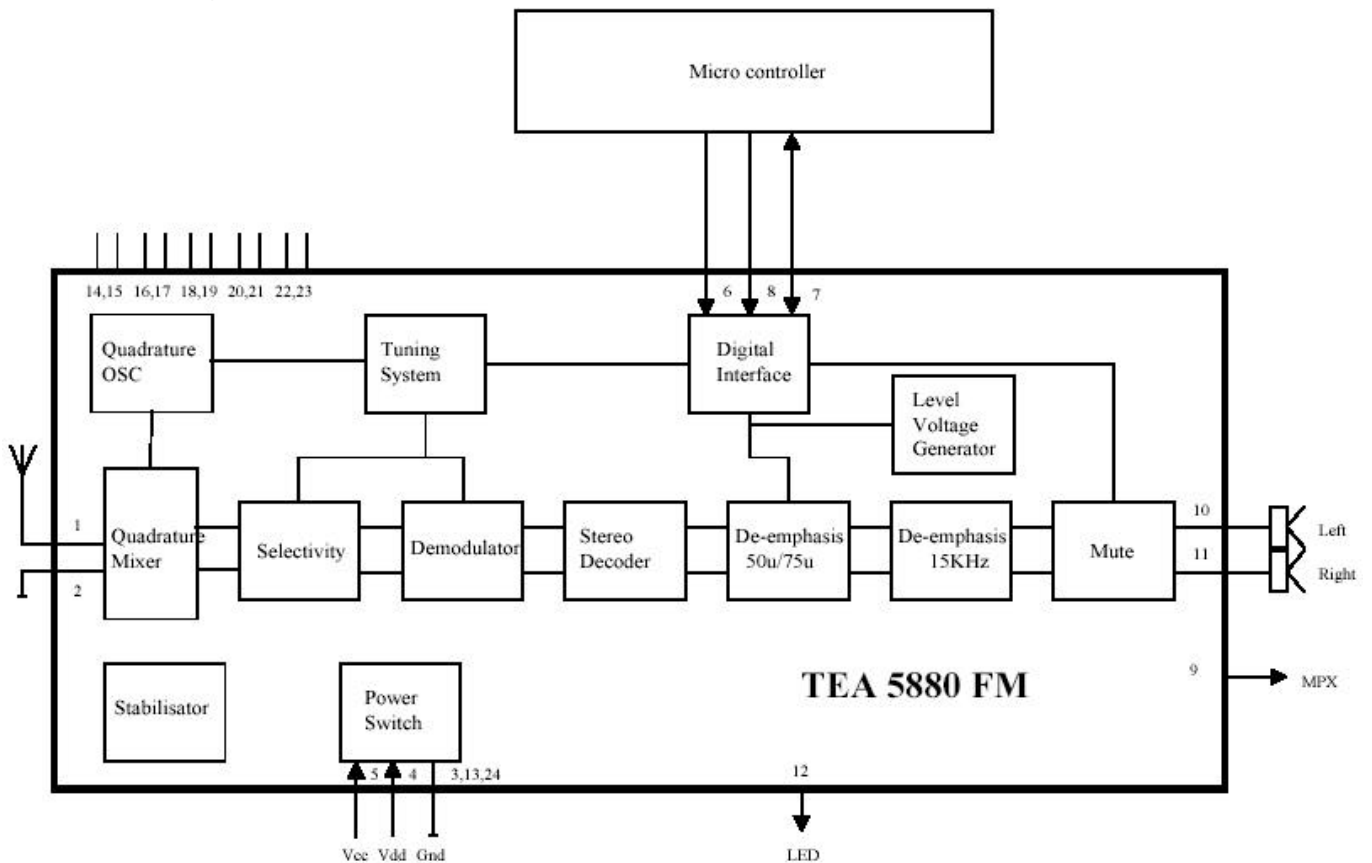 Micro controller
14,15 16,17 18,19 20,21 22,23
6 8 7
Quadrature
OSC
Tuning
System
Digital
Interface
Level
Voltage
Generator
1
2
Quadrature
Mixer
Selectivity
Demodulator
Stereo
Decoder
De-emphasis
50u/75u
De-emphasis
15KHz
Mute
10
11
Left
Right
Stabilisator
Power
Switch
TEA 5880 FM
9
MPX
5 4 3,13,24
12
Vcc Vdd Gnd
LED